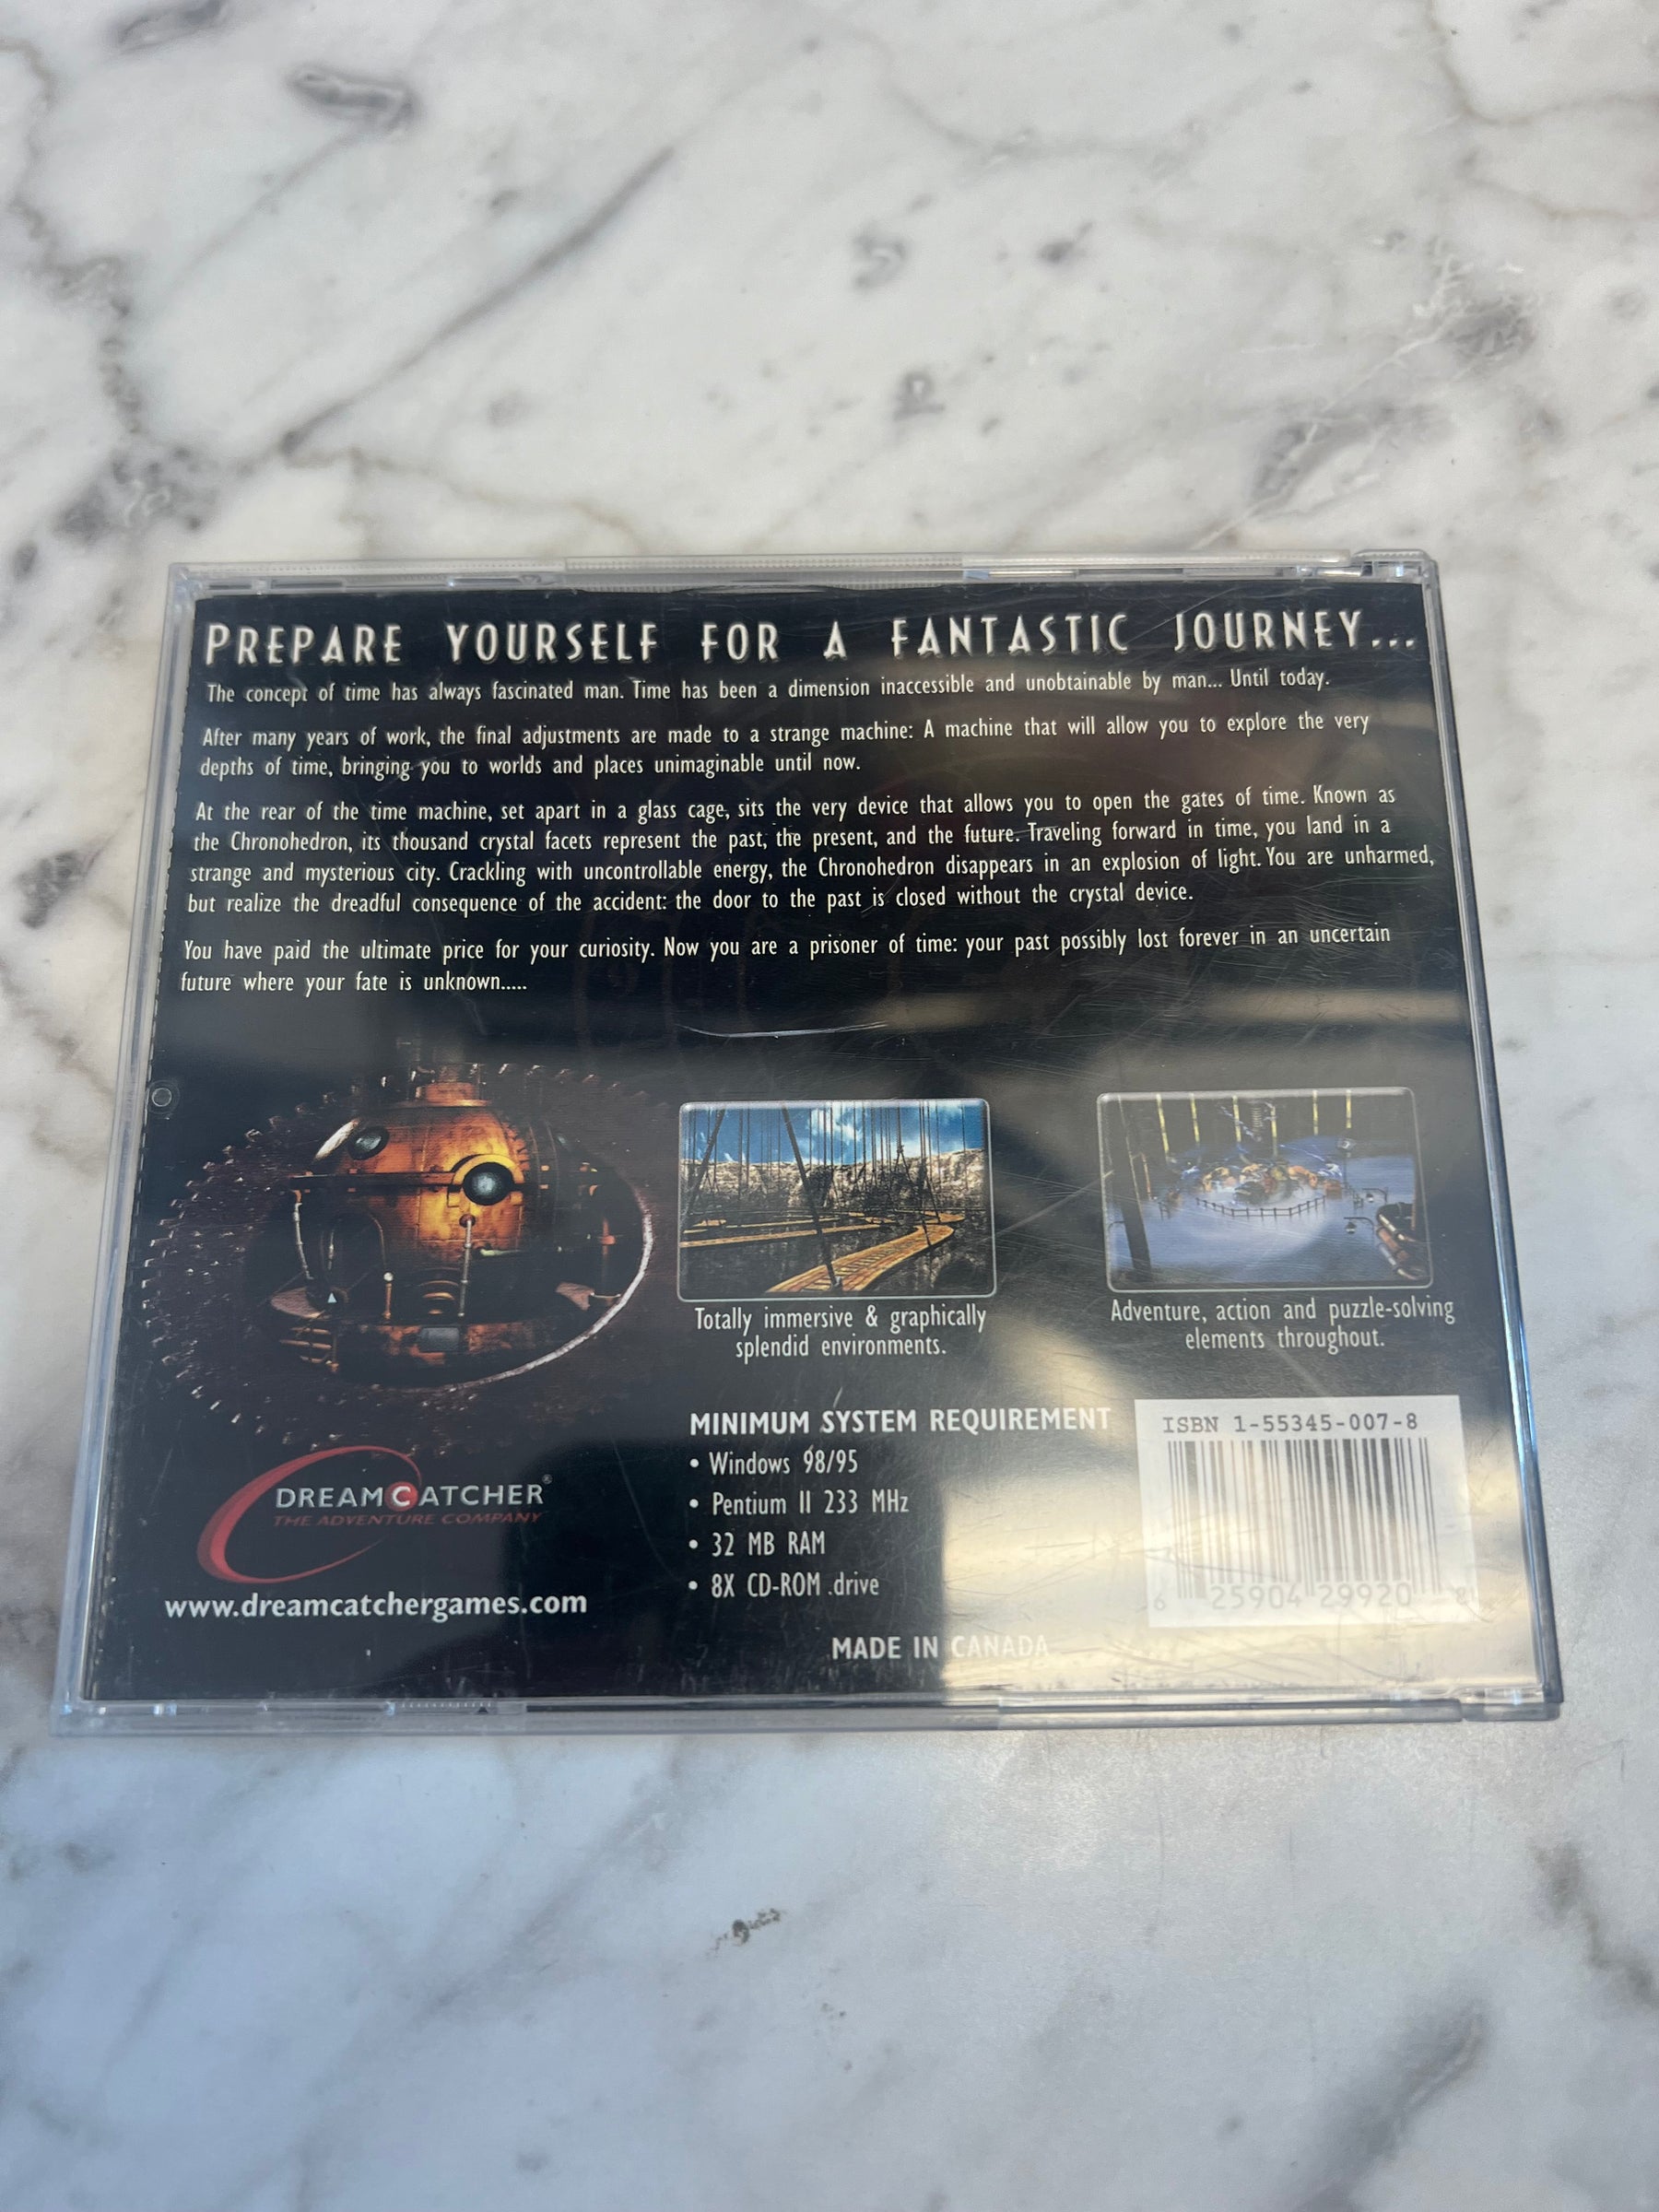 PREPARE YOURSELF FOR A FANTASTIC JOURNEY...
The concept of time has always fascinated man. Time has been a dimension inaccessible and unobtainable by man... Until today.
After many years of work, the final adjustments are made to a strange machine: A machine that will allow you to explore the very
depths of time, bringing you to worlds and places unimaginable until now.
At the rear of the time machine, set apart in a glass cage, sits the very device that allows you to open the gates of time. Known as
the Chronohedron, its thousand crystal facets represent the past, the present, and the future. Traveling forward in time, you land in a
strange and mysterious city. Crackling with uncontrollable energy, the Chronohedron disappears in an explosion of light. You are unharmed,
but realize the dreadful consequence of the accident: the door to the past is closed without the crystal device.
You have paid the ultimate price for your curiosity. Now you are a prisoner of time: your past possibly lost forever in an uncertain
future where your fate is unknown.....
Totally immersive & graphically
splendid environments.
Adventure, action and puzzle-solving
elements throughout.
MINIMUM SYSTEM REQUIREMENT
• Windows 98/95
• Pentium II 233 MHz
• 32 MB RAM
• 8X CD-ROM .drive
MADE IN CANADA
DREAMCATCHER®
THE ADVENTURE COMPANY
www.dreamcatchergames.com
ISBN 1-55345-007-8
6 25904 29920